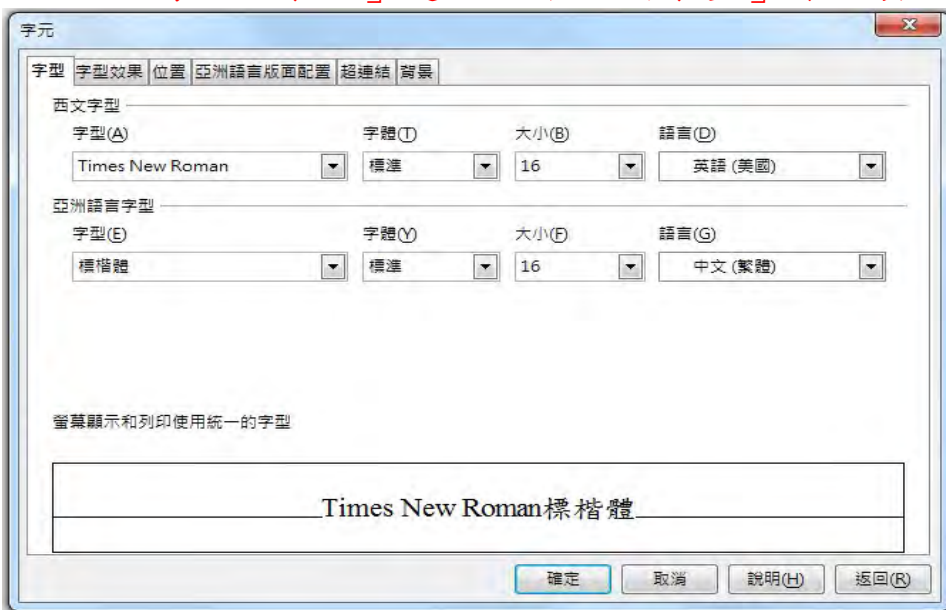 字元
字型 字型效果 位置 亞洲語言版面配置 超連結 背景
西文字型
字型(A) 字體(T) 大小(B) 語言(D)
Times New Roman 標準 16 英語 (美國)
亞洲語言字型
字型(E) 字體(Y) 大小(F) 語言(G)
標楷體 標準 16 中文 (繁體)
螢幕顯示和列印使用統一的字型
Times New Roman標楷體
確定 取消 說明(H) 返回(R)